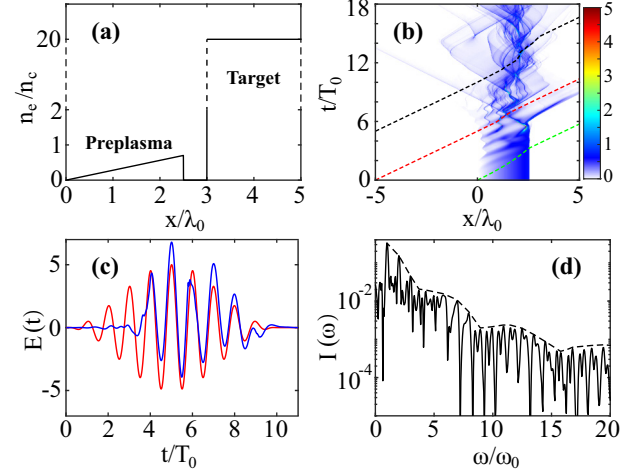 (a)
n_e/n_c
20
2
1
0
Preplasma
Target
0 1 2 3 4 5
x/λ_0
(b)
t/T_0
18
12
6
0
-5 0 5
x/λ_0
5
4
3
2
1
0
(c)
E(t)
5
0
-5
0 2 4 6 8 10
t/T_0
(d)
I(ω)
10^{-2}
10^{-4}
0 5 10 15 20
ω/ω_0